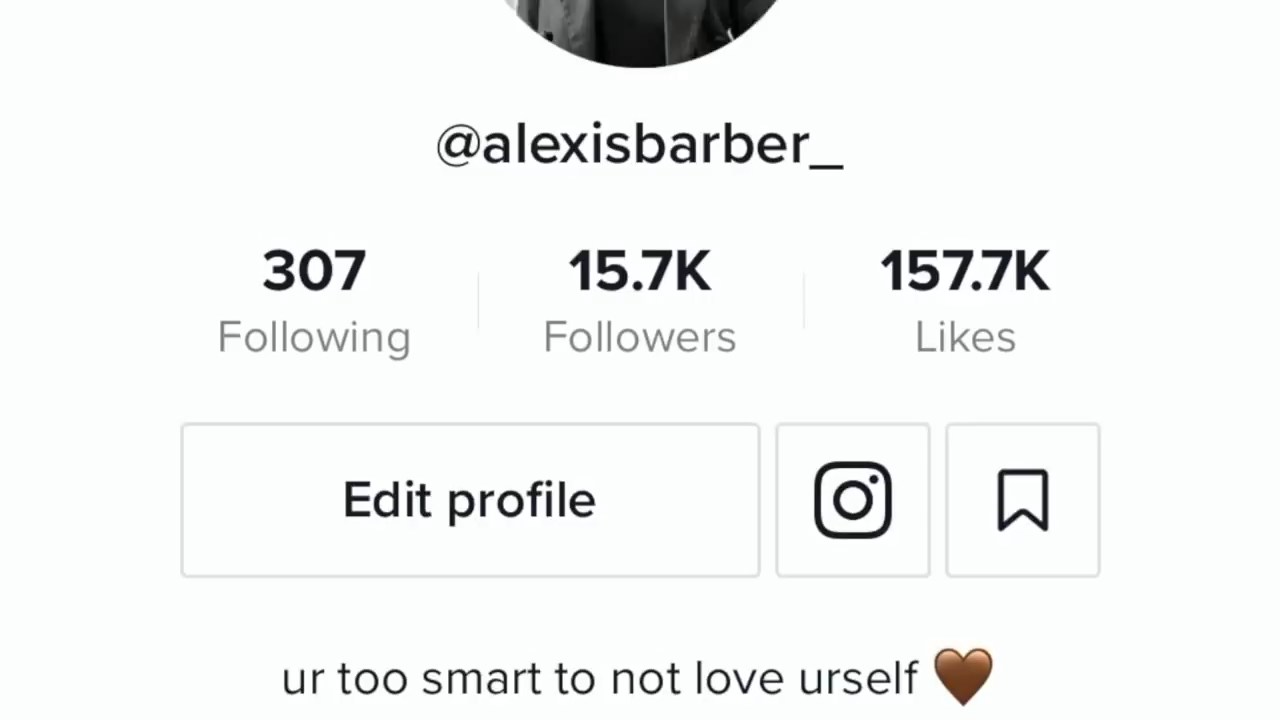 @alexisbarber_
307 15.7K 157.7K
Following Followers Likes
Edit profile
ur too smart to not love urself 🤎